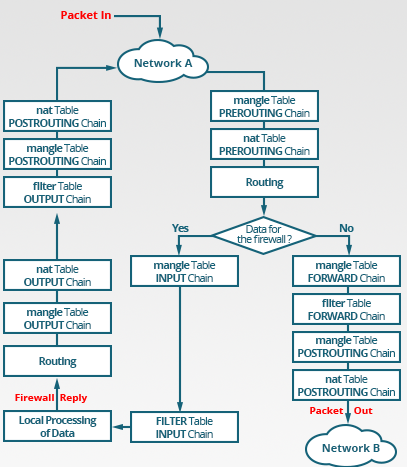 Packet In
Network A
nat Table
POSTROUTING Chain
mangle Table
POSTROUTING Chain
filter Table
OUTPUT Chain
mangle Table
PREROUTING Chain
nat Table
PREROUTING Chain
Routing
Data for
the firewall ?
Yes
No
nat Table
OUTPUT Chain
mangle Table
OUTPUT Chain
Routing
Firewall Reply
Local Processing
of Data
mangle Table
INPUT Chain
FILTER Table
INPUT Chain
mangle Table
FORWARD Chain
filter Table
FORWARD Chain
mangle Table
POSTROUTING Chain
nat Table
POSTROUTING Chain
Packet Out
Network B